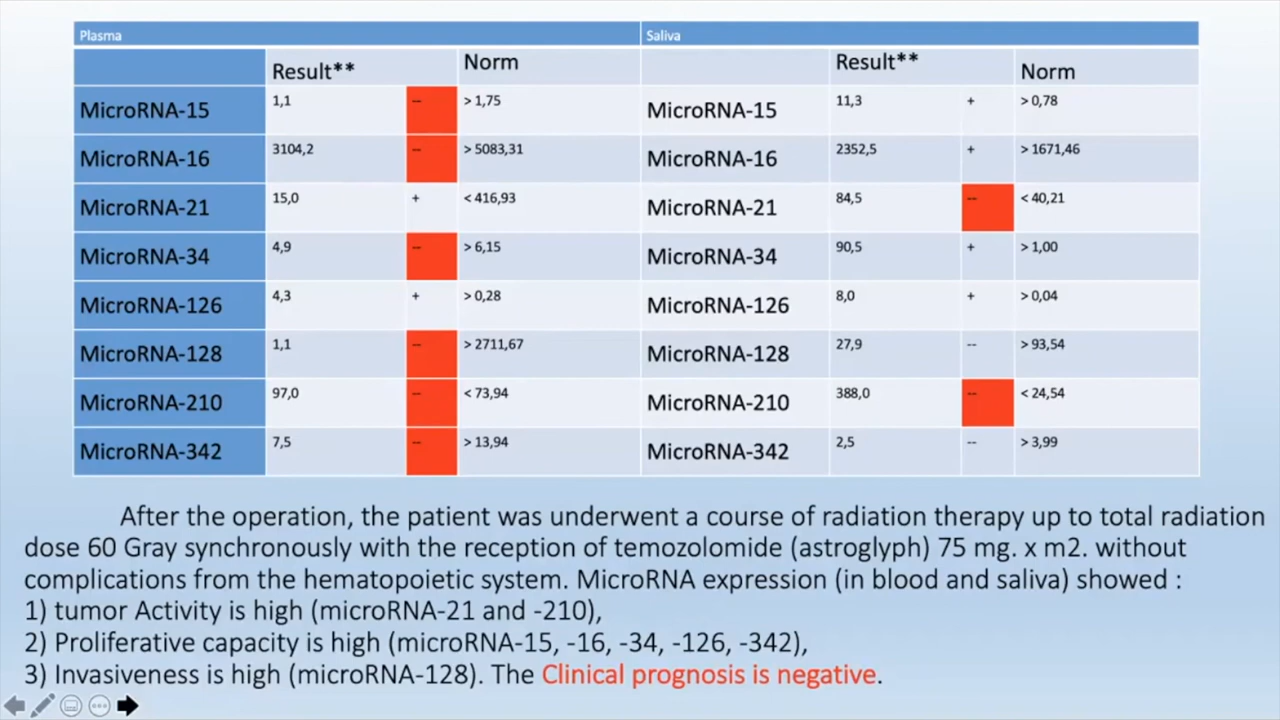 Plasma Saliva
Result** Norm Result** Norm
MicroRNA-15 1,1 -- > 1,75 MicroRNA-15 11,3 + > 0,78
MicroRNA-16 3104,2 -- > 5083,31 MicroRNA-16 2352,5 + > 1671,46
MicroRNA-21 15,0 + < 416,93 MicroRNA-21 84,5 -- < 40,21
MicroRNA-34 4,9 -- > 6,15 MicroRNA-34 90,5 + > 1,00
MicroRNA-126 4,3 + > 0,28 MicroRNA-126 8,0 + > 0,04
MicroRNA-128 1,1 -- > 2711,67 MicroRNA-128 27,9 -- > 93,54
MicroRNA-210 97,0 -- < 73,94 MicroRNA-210 388,0 -- < 24,54
MicroRNA-342 7,5 -- > 13,94 MicroRNA-342 2,5 -- > 3,99
After the operation, the patient was underwent a course of radiation therapy up to total radiation
dose 60 Gray synchronously with the reception of temozolomide (astroglyph) 75 mg. x m2. without
complications from the hematopoietic system. MicroRNA expression (in blood and saliva) showed :
1) tumor Activity is high (microRNA-21 and -210),
2) Proliferative capacity is high (microRNA-15, -16, -34, -126, -342),
3) Invasiveness is high (microRNA-128). The Clinical prognosis is negative.